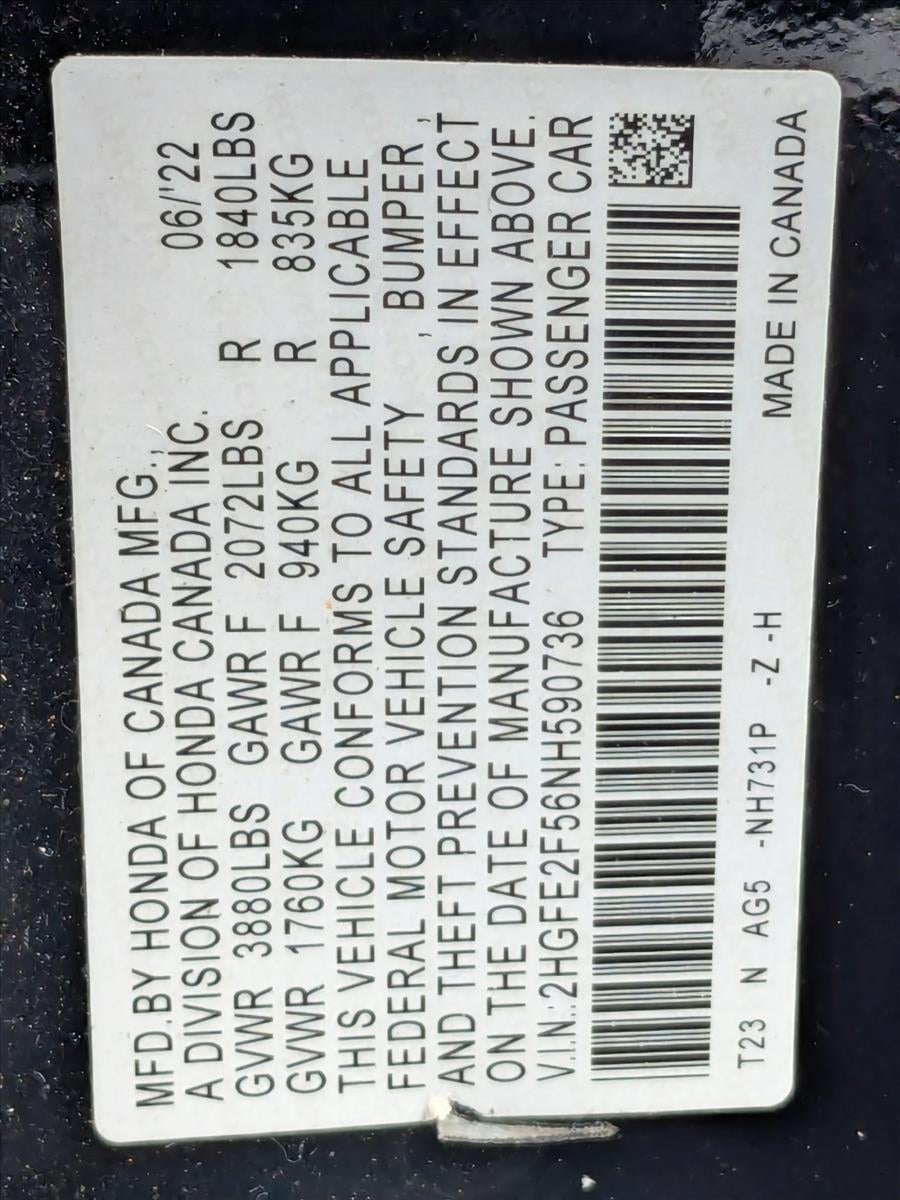 MFD.BY HONDA OF CANADA MFG.,
A DIVISION OF HONDA CANADA INC. 06/'22
GVWR 3880LBS GAWR F 2072LBS R 1840LBS
GVWR 1760KG GAWR F 940KG R 835KG
THIS VEHICLE CONFORMS TO ALL APPLICABLE
FEDERAL MOTOR VEHICLE SAFETY , BUMPER ,
AND THEFT PREVENTION STANDARDS IN EFFECT
ON THE DATE OF MANUFACTURE SHOWN ABOVE.
V.I.N.:2HGFE2F56NH590736 TYPE: PASSENGER CAR
T23 N AG5 -NH731P -Z -H MADE IN CANADA